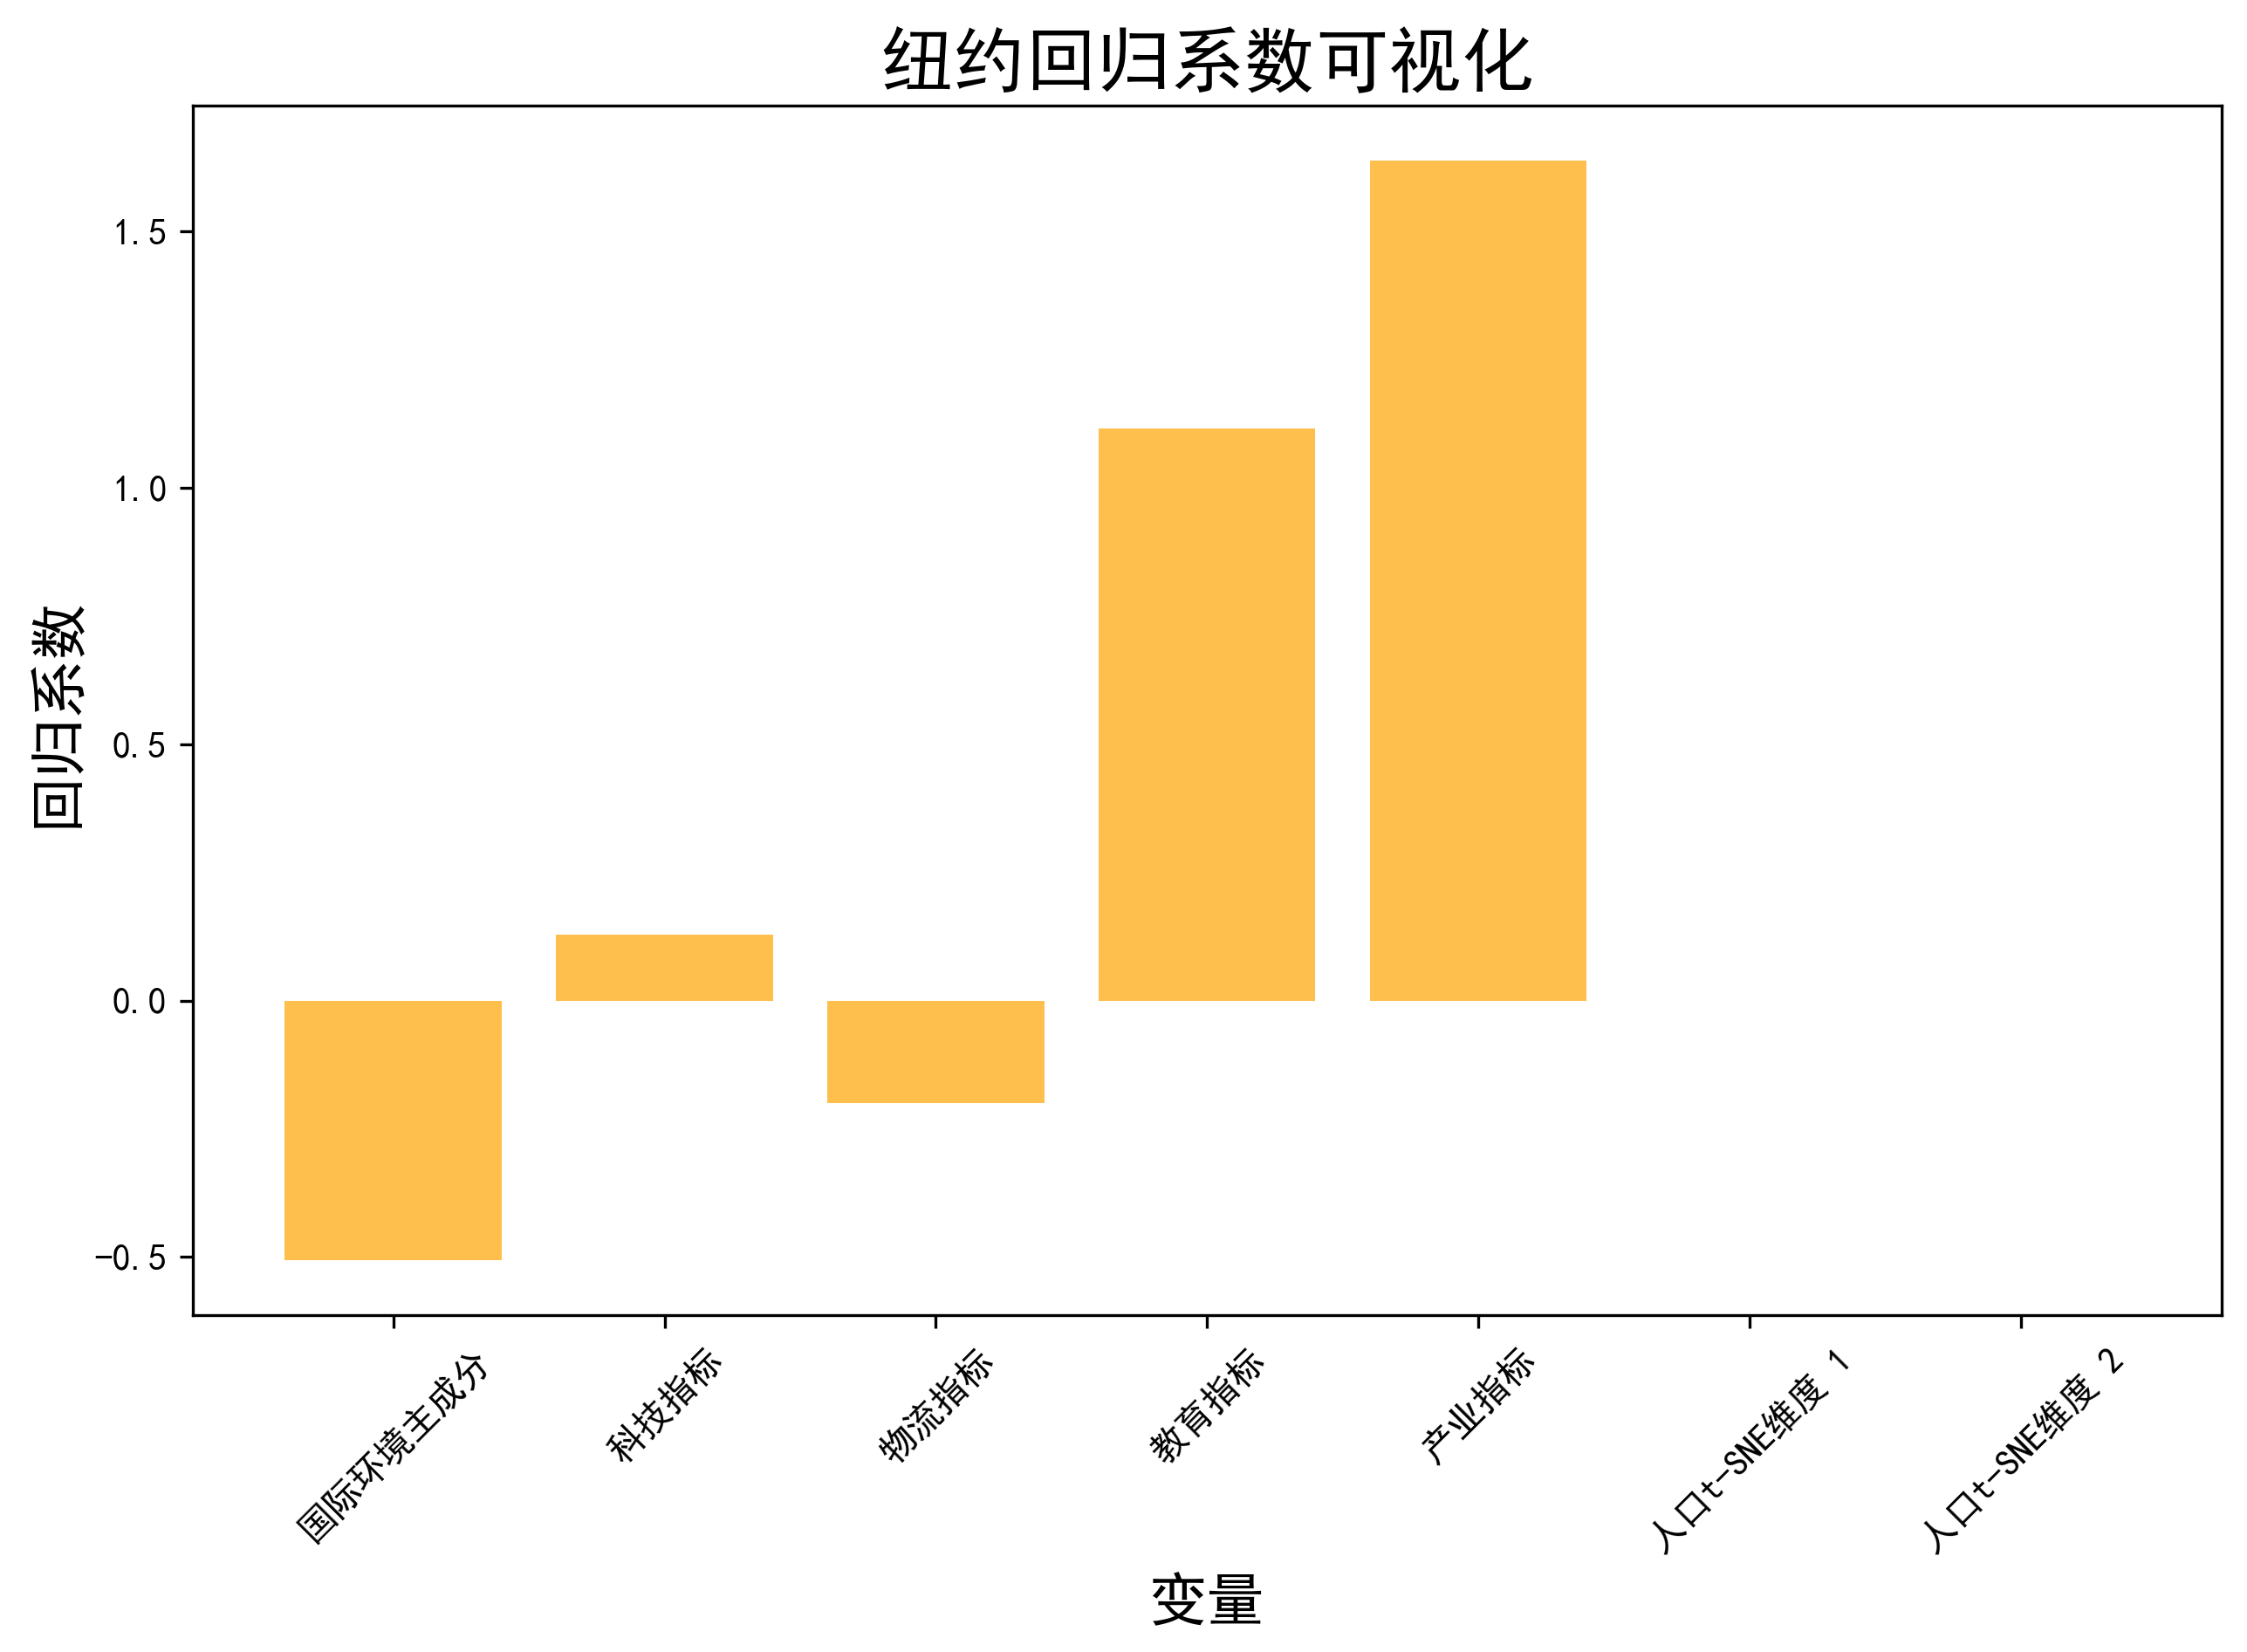 纽约回归系数可视化
回归系数
1.5
1.0
0.5
0.0
-0.5
国际环境主成分
科技指标
物流指标
教育指标
产业指标
人口t-SNE维度 1
人口t-SNE维度 2
变量